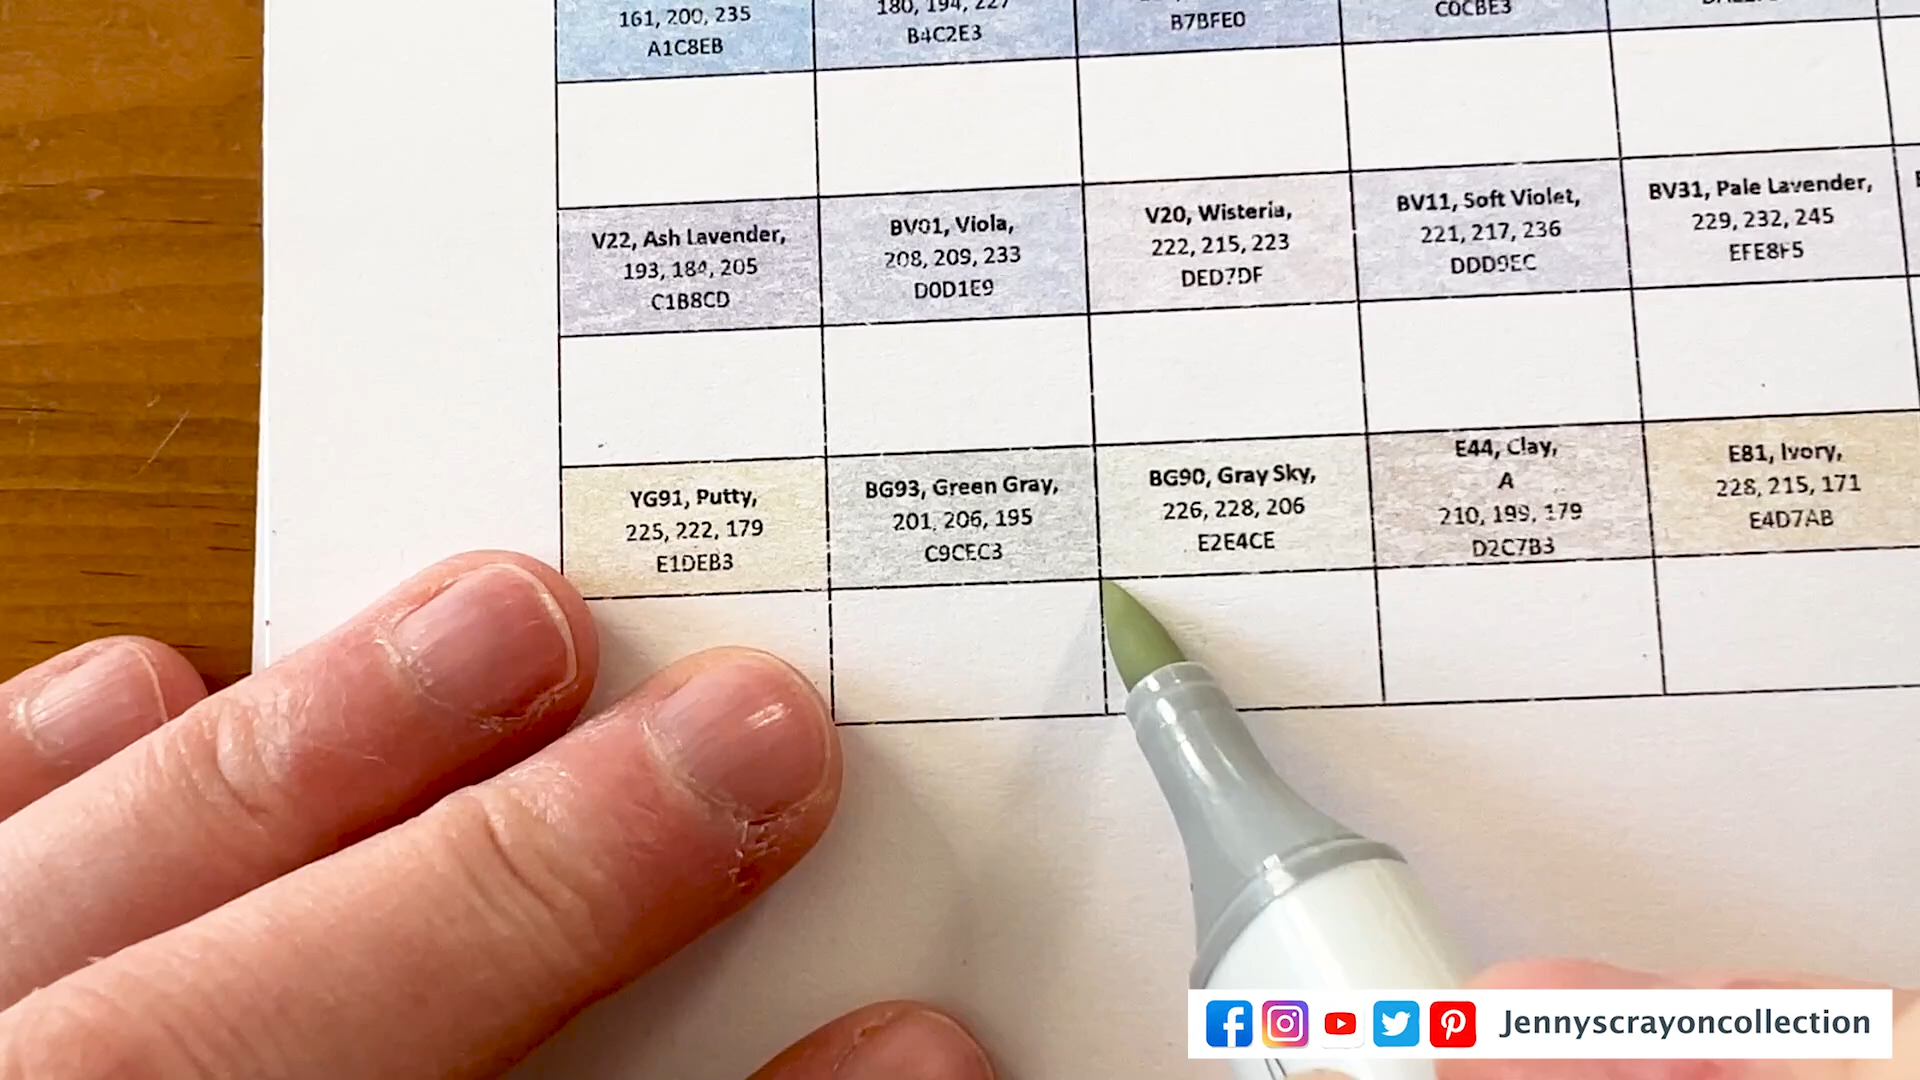 161, 200, 235
A1C8EB
180, 194, 227
B4C2E3
B7BFE0
C0CBE3
V22, Ash Lavender,
193, 184, 205
C1B8CD
BV01, Viola,
208, 209, 233
D0D1E9
V20, Wisteria,
222, 215, 223
DED7DF
BV11, Soft Violet,
221, 217, 236
DDD9EC
BV31, Pale Lavender,
229, 232, 245
EFE8F5
YG91, Putty,
225, 222, 179
E1DEB3
BG93, Green Gray,
201, 206, 195
C9CEC3
BG90, Gray Sky,
226, 228, 206
E2E4CE
E44, Clay,
A
210, 199, 179
D2C7B3
E81, Ivory,
228, 215, 171
E4D7AB
Jennyscrayoncollection